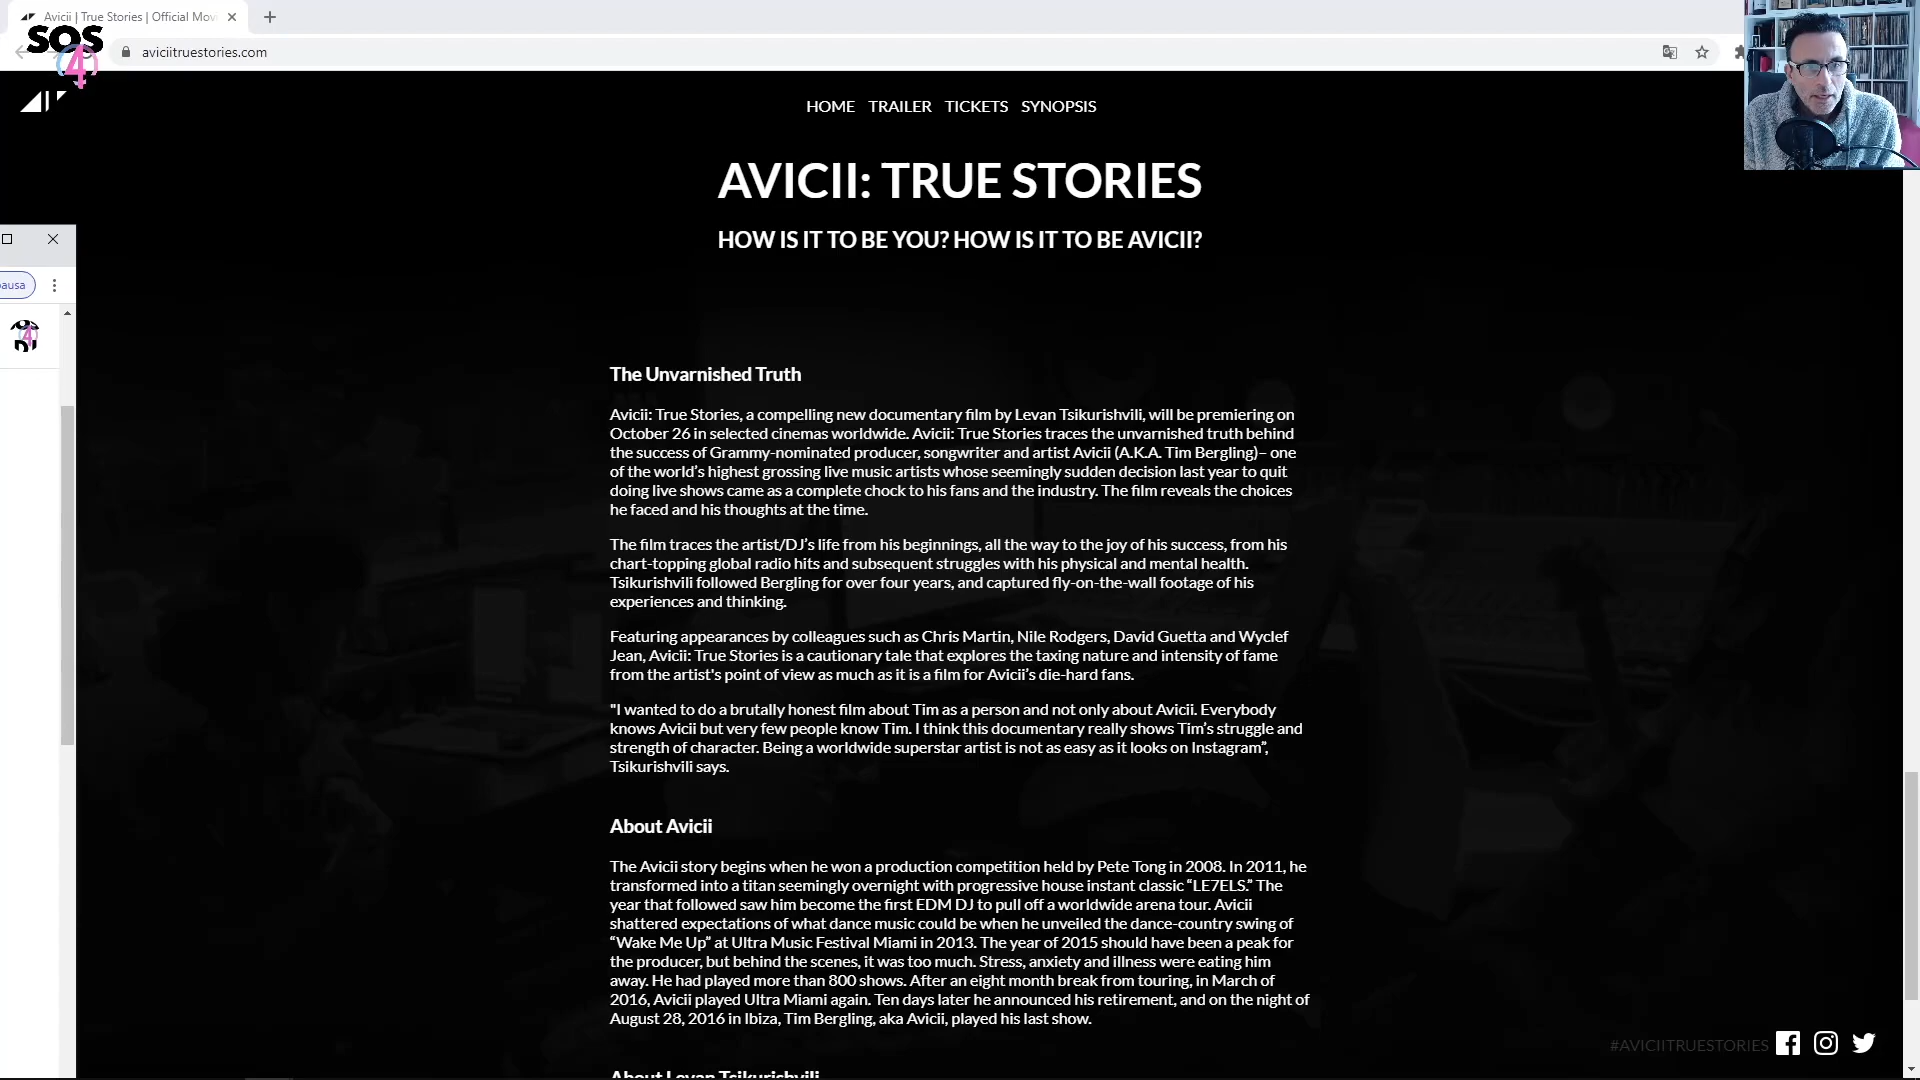 Avicii | True Stories | Official Mov
SOS
4
aviciitruestories.com
HOME TRAILER TICKETS SYNOPSIS
AVICII: TRUE STORIES
HOW IS IT TO BE YOU? HOW IS IT TO BE AVICII?
ausa
4
DJ
The Unvarnished Truth
Avicii: True Stories, a compelling new documentary film by Levan Tsikurishvili, will be premiering on
October 26 in selected cinemas worldwide. Avicii: True Stories traces the unvarnished truth behind
the success of Grammy-nominated producer, songwriter and artist Avicii (A.K.A. Tim Bergling)– one
of the world’s highest grossing live music artists whose seemingly sudden decision last year to quit
doing live shows came as a complete chock to his fans and the industry. The film reveals the choices
he faced and his thoughts at the time.
The film traces the artist/DJ’s life from his beginnings, all the way to the joy of his success, from his
chart-topping global radio hits and subsequent struggles with his physical and mental health.
Tsikurishvili followed Bergling for over four years, and captured fly-on-the-wall footage of his
experiences and thinking.
Featuring appearances by colleagues such as Chris Martin, Nile Rodgers, David Guetta and Wyclef
Jean, Avicii: True Stories is a cautionary tale that explores the taxing nature and intensity of fame
from the artist's point of view as much as it is a film for Avicii’s die-hard fans.
"I wanted to do a brutally honest film about Tim as a person and not only about Avicii. Everybody
knows Avicii but very few people know Tim. I think this documentary really shows Tim’s struggle and
strength of character. Being a worldwide superstar artist is not as easy as it looks on Instagram”,
Tsikurishvili says.
About Avicii
The Avicii story begins when he won a production competition held by Pete Tong in 2008. In 2011, he
transformed into a titan seemingly overnight with progressive house instant classic “LE7ELS.” The
year that followed saw him become the first EDM DJ to pull off a worldwide arena tour. Avicii
shattered expectations of what dance music could be when he unveiled the dance-country swing of
“Wake Me Up” at Ultra Music Festival Miami in 2013. The year of 2015 should have been a peak for
the producer, but behind the scenes, it was too much. Stress, anxiety and illness were eating him
away. He had played more than 800 shows. After an eight month break from touring, in March of
2016, Avicii played Ultra Miami again. Ten days later he announced his retirement, and on the night of
August 28, 2016 in Ibiza, Tim Bergling, aka Avicii, played his last show.
#AVICIITRUESTORIES
About Levan Tsikurishvili